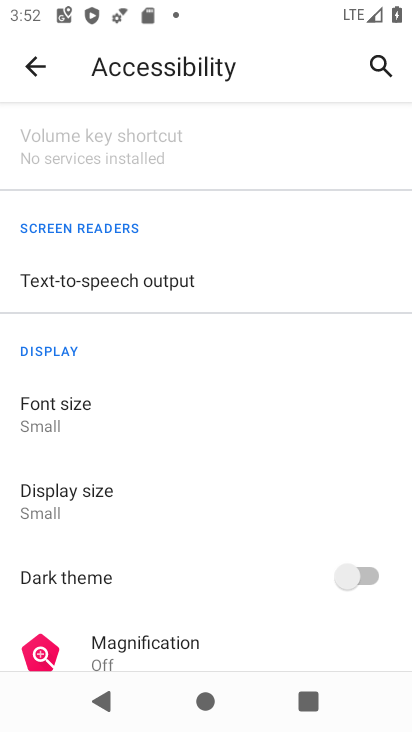 3:52
LTE
Accessibility
Volume key shortcut
No services installed
SCREEN READERS
Text-to-speech output
DISPLAY
Font size
Small
Display size
Small
Dark theme
Magnification
Off